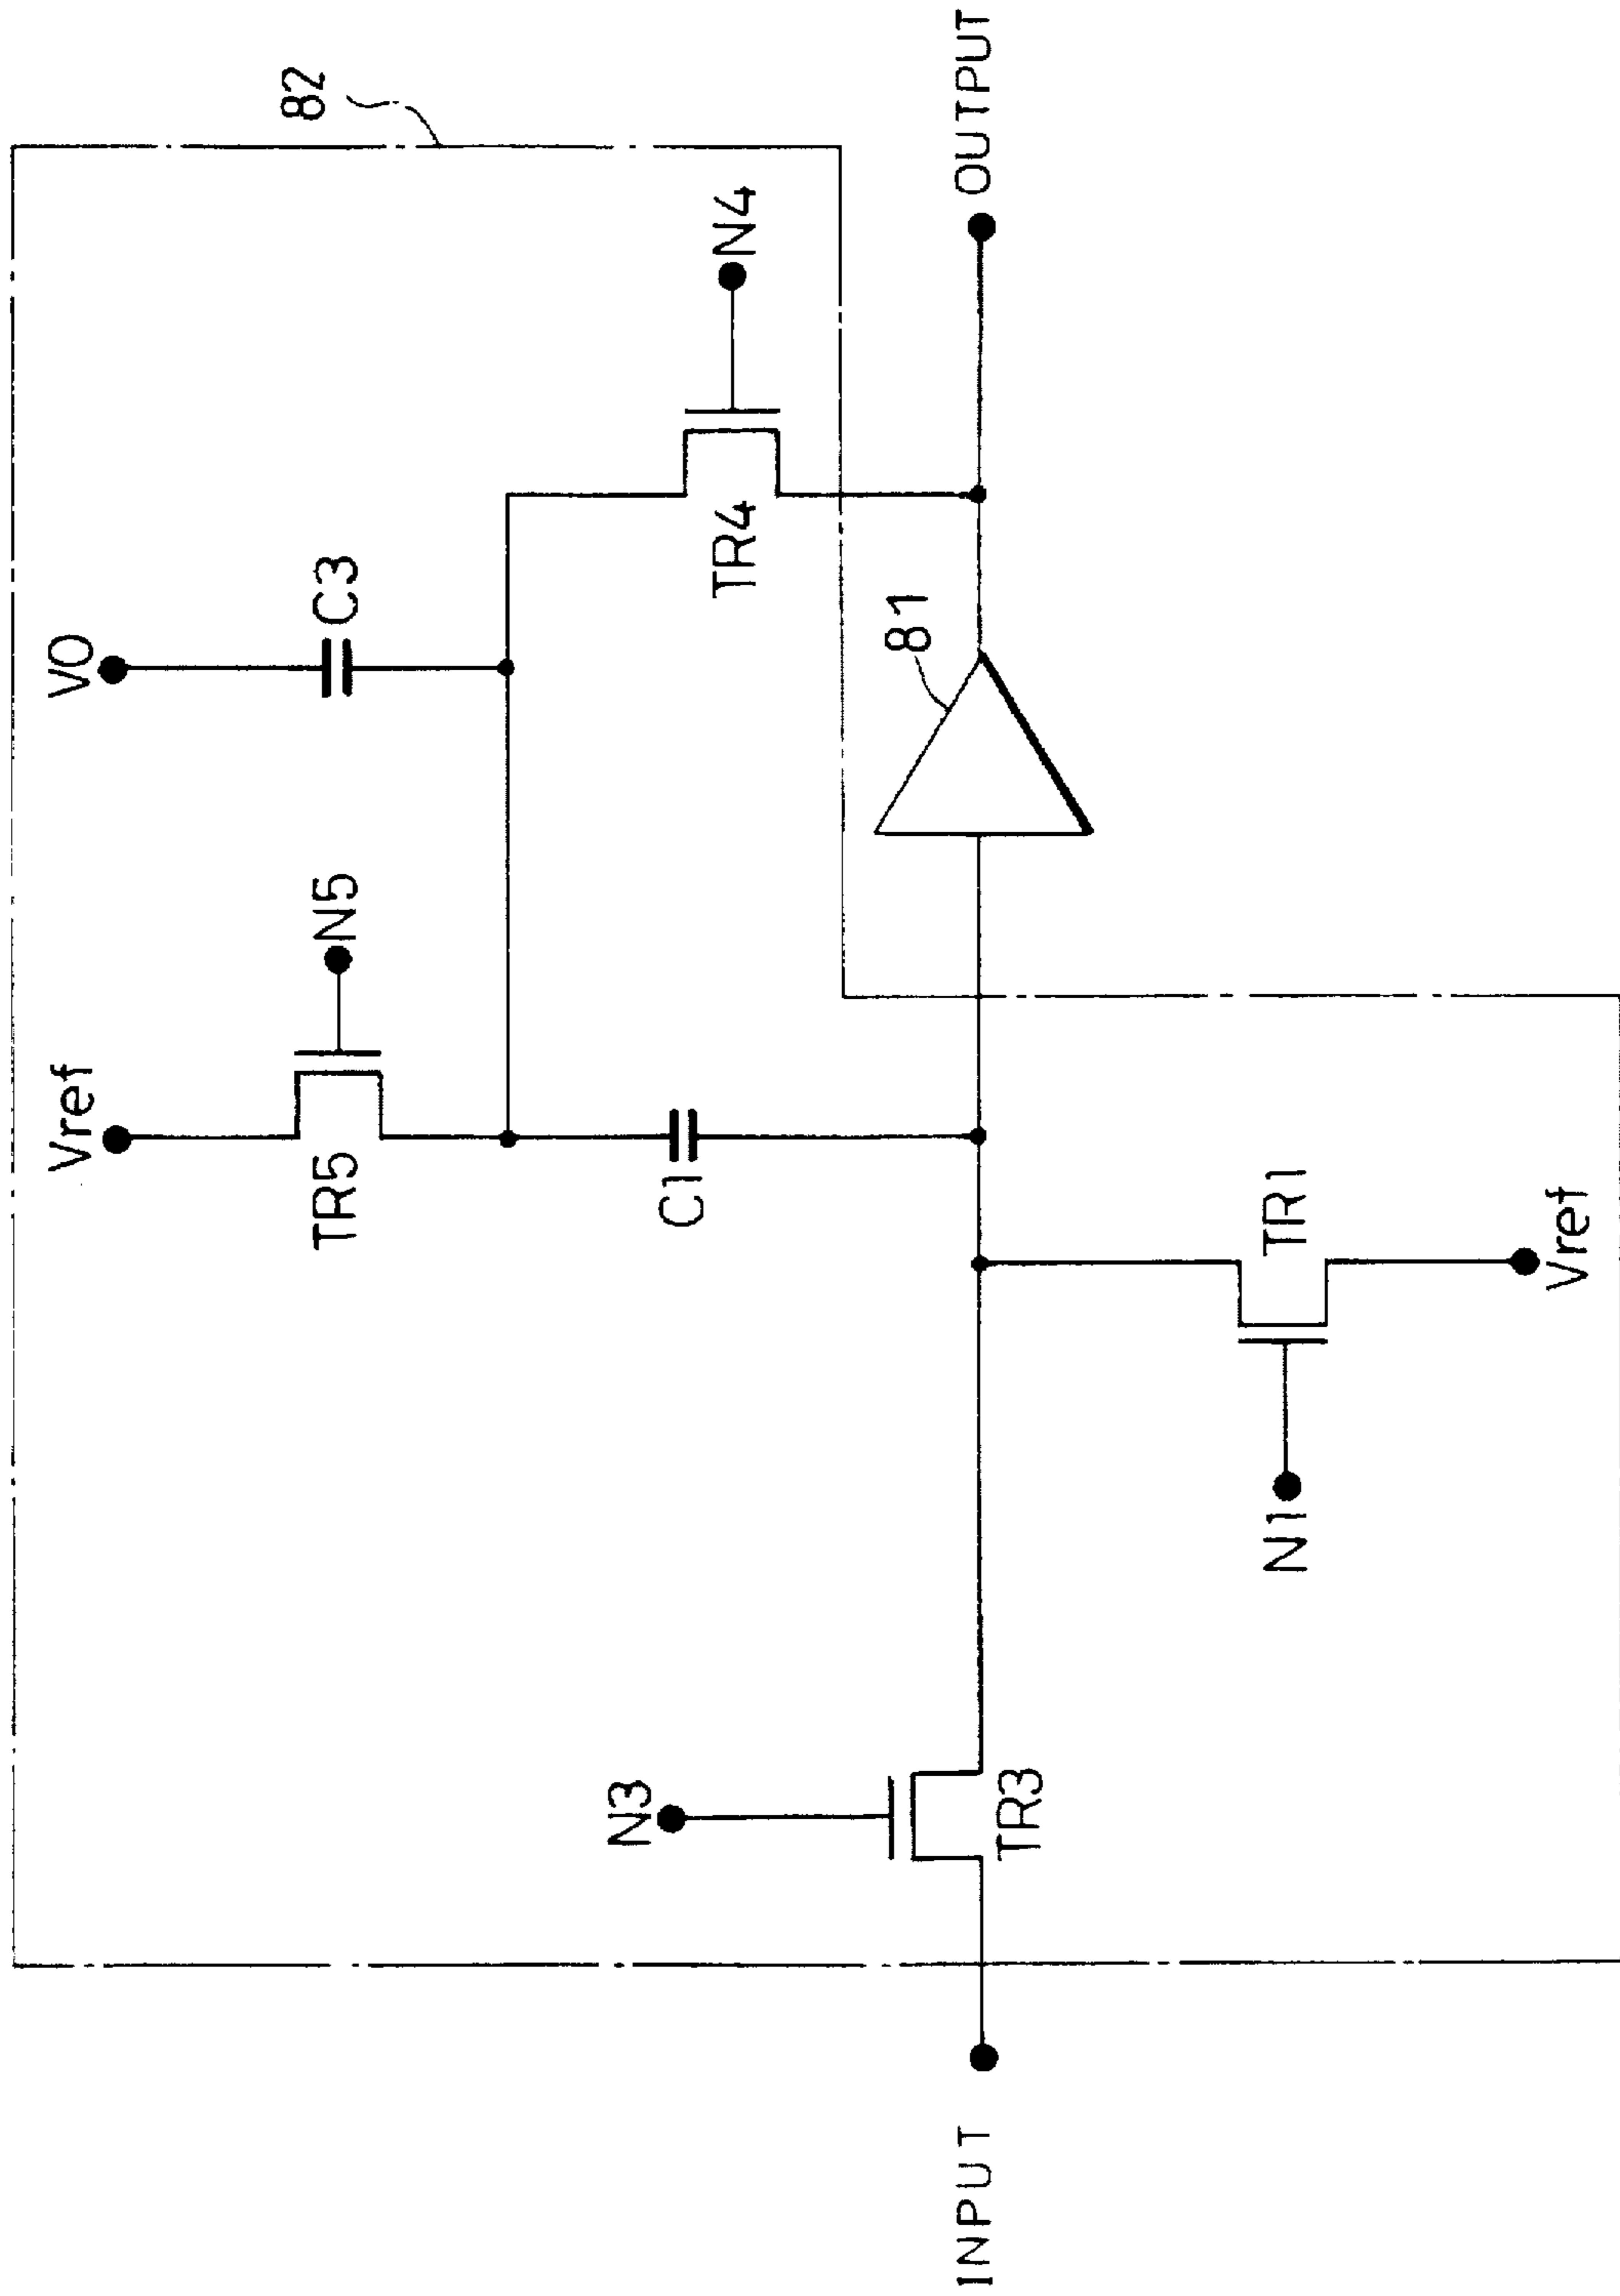 82
V0
C3
N4
TR4
OUTPUT
Vref
N5
TR5
C1
81
N3
TR3
TR1
N1
Vref
INPUT